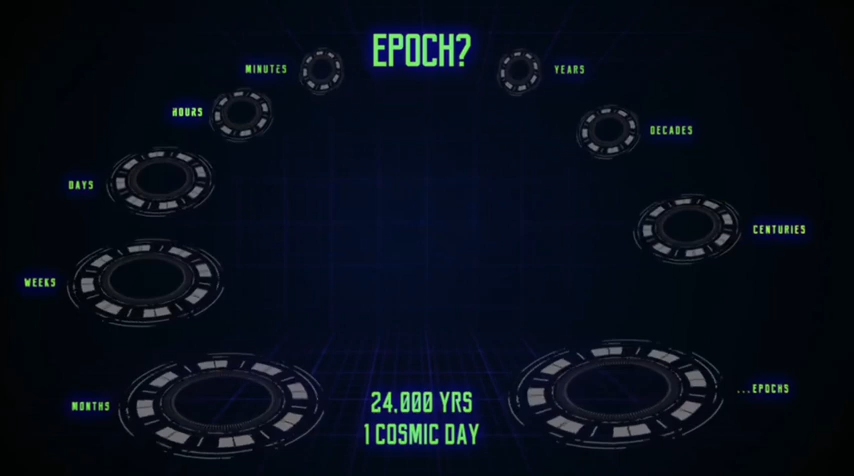 EPOCH?
MINUTES
YEARS
HOURS
DECADES
DAYS
CENTURIES
WEEKS
...EPOCHS
MONTHS
24.000 YRS
1 COSMIC DAY